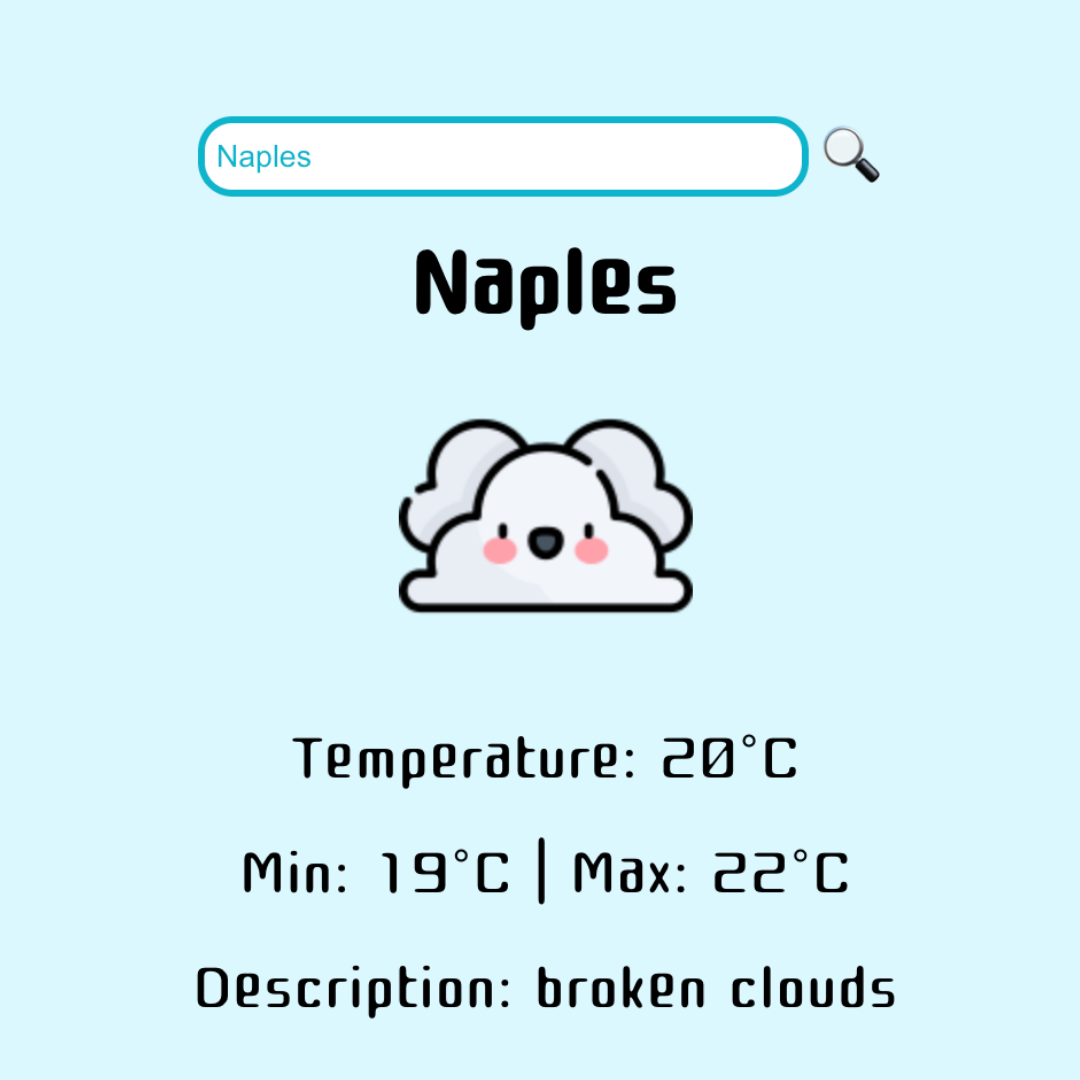 Naples
Naples
Temperature: 20°C
Min: 19°C | Max: 22°C
Description: broken clouds